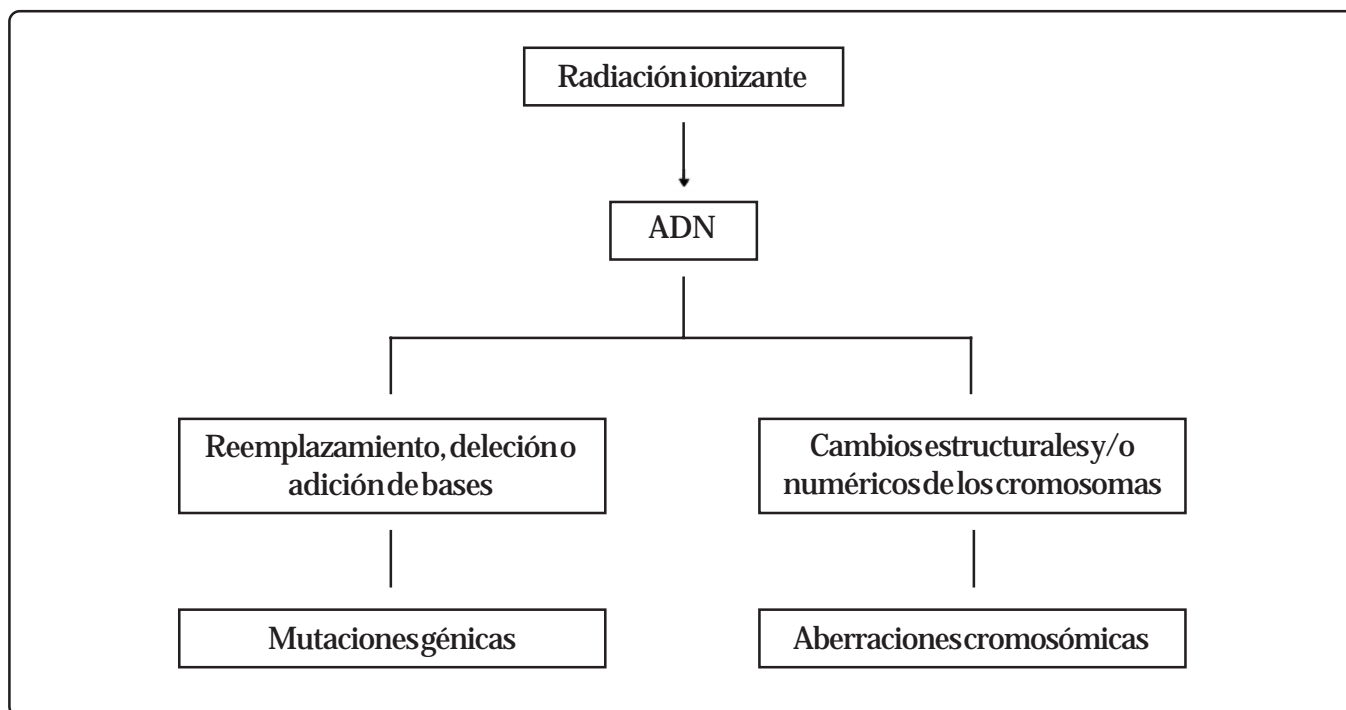 Radiación ionizante
ADN
Reemplazamiento, deleción o
adición de bases
Cambios estructurales y/o
numéricos de los cromosomas
Mutaciones génicas
Aberraciones cromosómicas